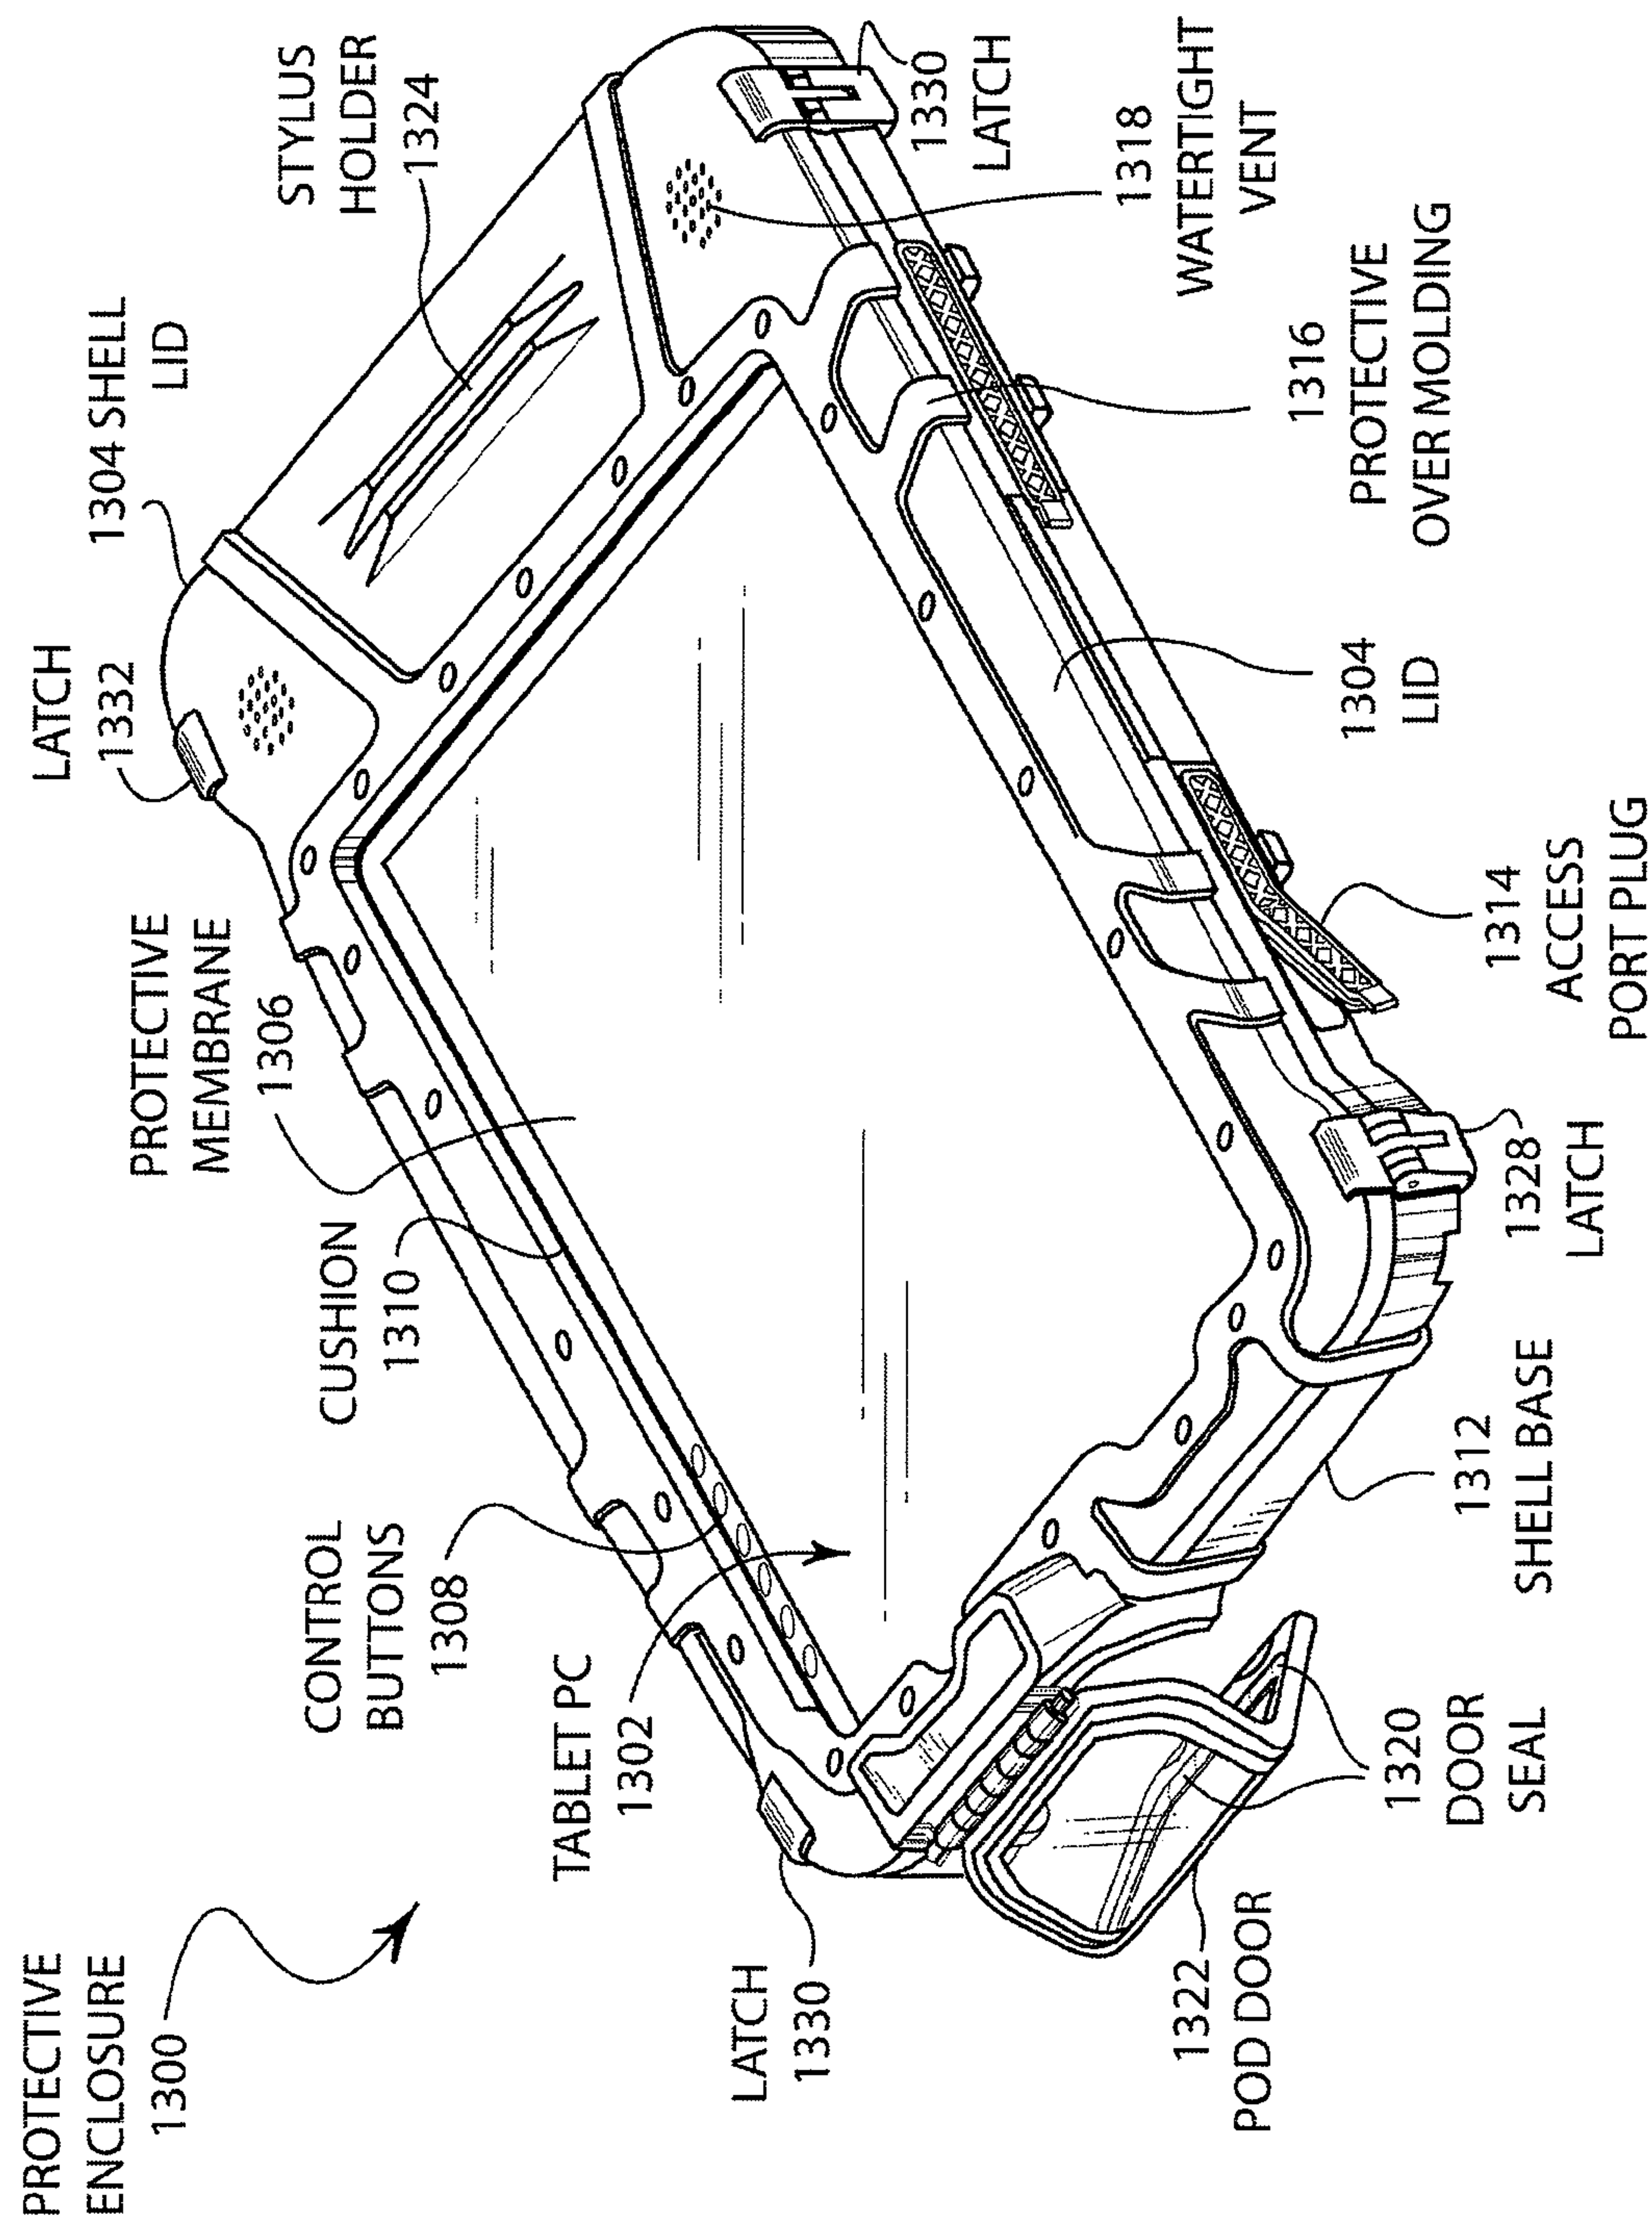 PROTECTIVE
ENCLOSURE
1300
LATCH
1330
1322
POD DOOR
TABLET PC
1302
CONTROL
BUTTONS
1308
CUSHION
1310
PROTECTIVE
MEMBRANE
1306
LATCH
1332
1304 SHELL
LID
STYLUS
HOLDER
1324
1330
LATCH
1318
WATERTIGHT
VENT
1316
PROTECTIVE
OVER MOLDING
1304
LID
1314
ACCESS
PORT PLUG
1328
LATCH
1312
SHELL BASE
1320
DOOR
SEAL